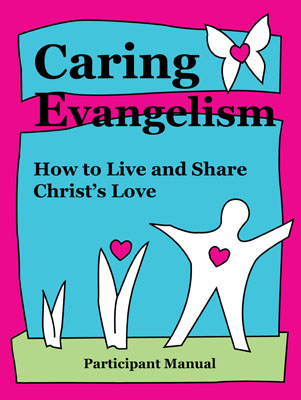 Caring
Evangelism
How to Live and Share
Christ's Love
Participant Manual